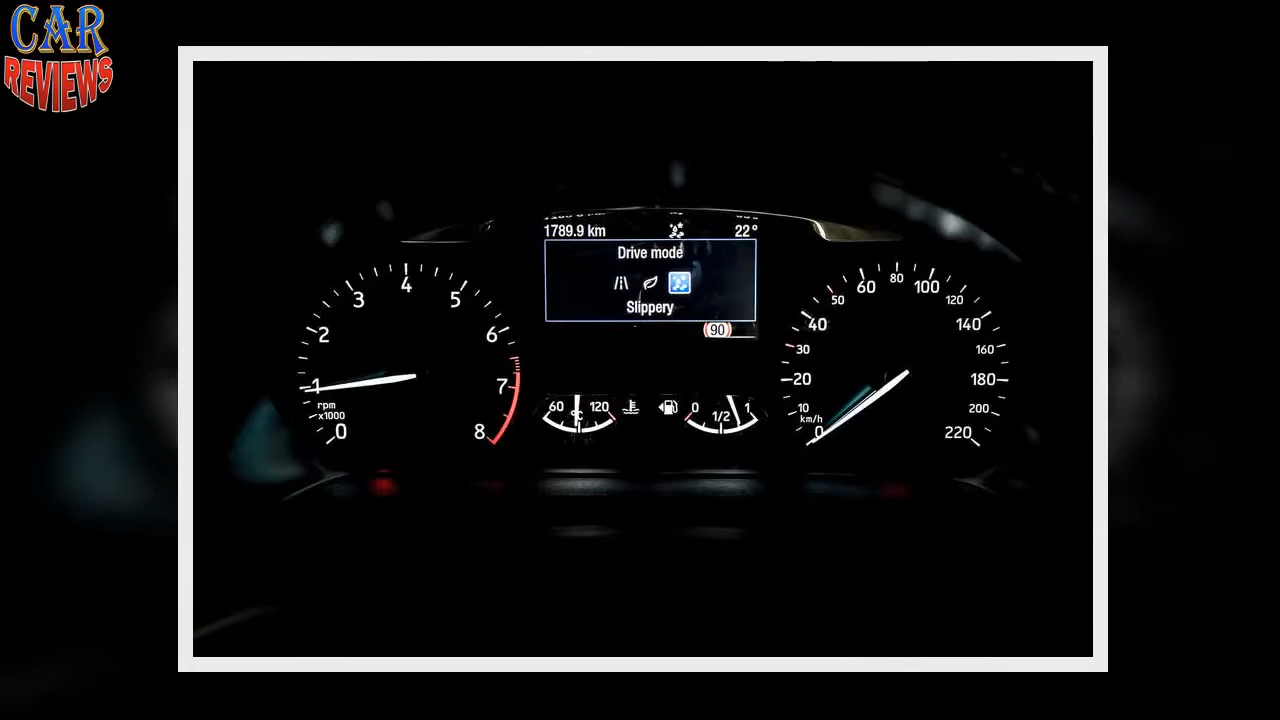 CAR
REVIEWS
1789.9 km 22°
Drive mode
Slippery
90
0 1 2 3 4 5 6 7 8
rpm
x1000
60 °C 120
0 1/2 1
0 10 20 30 40 50 60 80 100 120 140 160 180 200 220
km/h